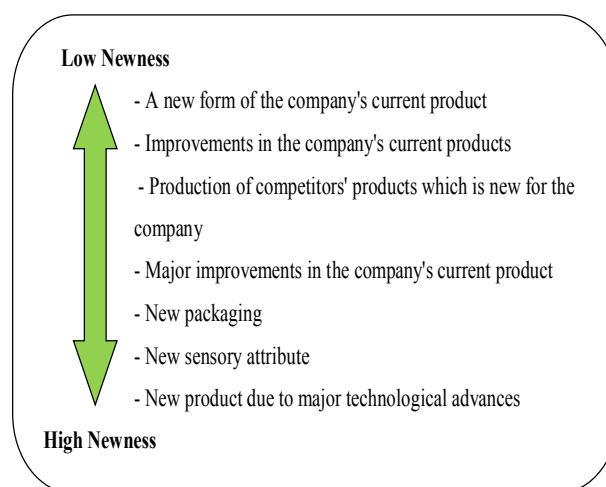 Low Newness
- A new form of the company's current product
- Improvements in the company's current products
- Production of competitors' products which is new for the
company
- Major improvements in the company's current product
- New packaging
- New sensory attribute
- New product due to major technological advances
High Newness